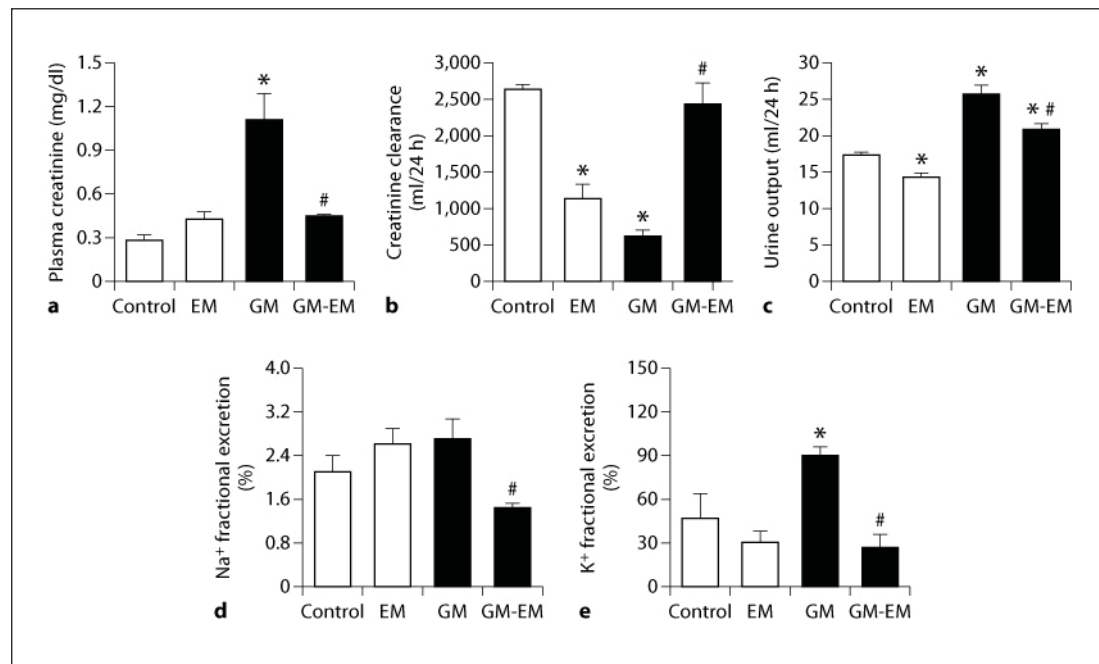 Plasma creatinine (mg/dl)
1.5
1.2
0.9
0.6
0.3
0
*
#
Control EM GM GM-EM
a
Creatinine clearance
(ml/24 h)
3,000
2,500
2,000
1,500
1,000
500
0
*
*
#
Control EM GM GM-EM
b
Urine output (ml/24 h)
30
25
20
15
10
5
0
*
*
* #
Control EM GM GM-EM
c
Na+ fractional excretion
(%)
4.0
3.2
2.4
1.6
0.8
0
#
Control EM GM GM-EM
d
K+ fractional excretion
(%)
150
120
90
60
30
0
*
#
Control EM GM GM-EM
e